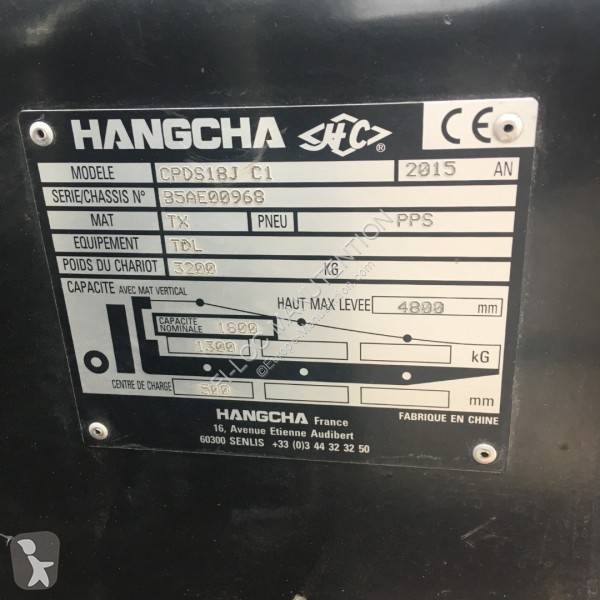 HANGCHA HC ® CE
MODELE CPDS18J C1 2015 AN
SERIE/CHASSIS N° B5AE00968
MAT TX PNEU PPS
EQUIPEMENT TDL
POIDS DU CHARIOT 3200 KG
CAPACITE AVEC MAT VERTICAL
HAUT MAX LEVEE 4800 mm
CAPACITE NOMINALE 1800
1300 kG
CENTRE DE CHARGE 500 mm
HANGCHA France FABRIQUE EN CHINE
16, Avenue Etienne Audibert
60300 SENLIS +33 (0)3 44 32 32 50